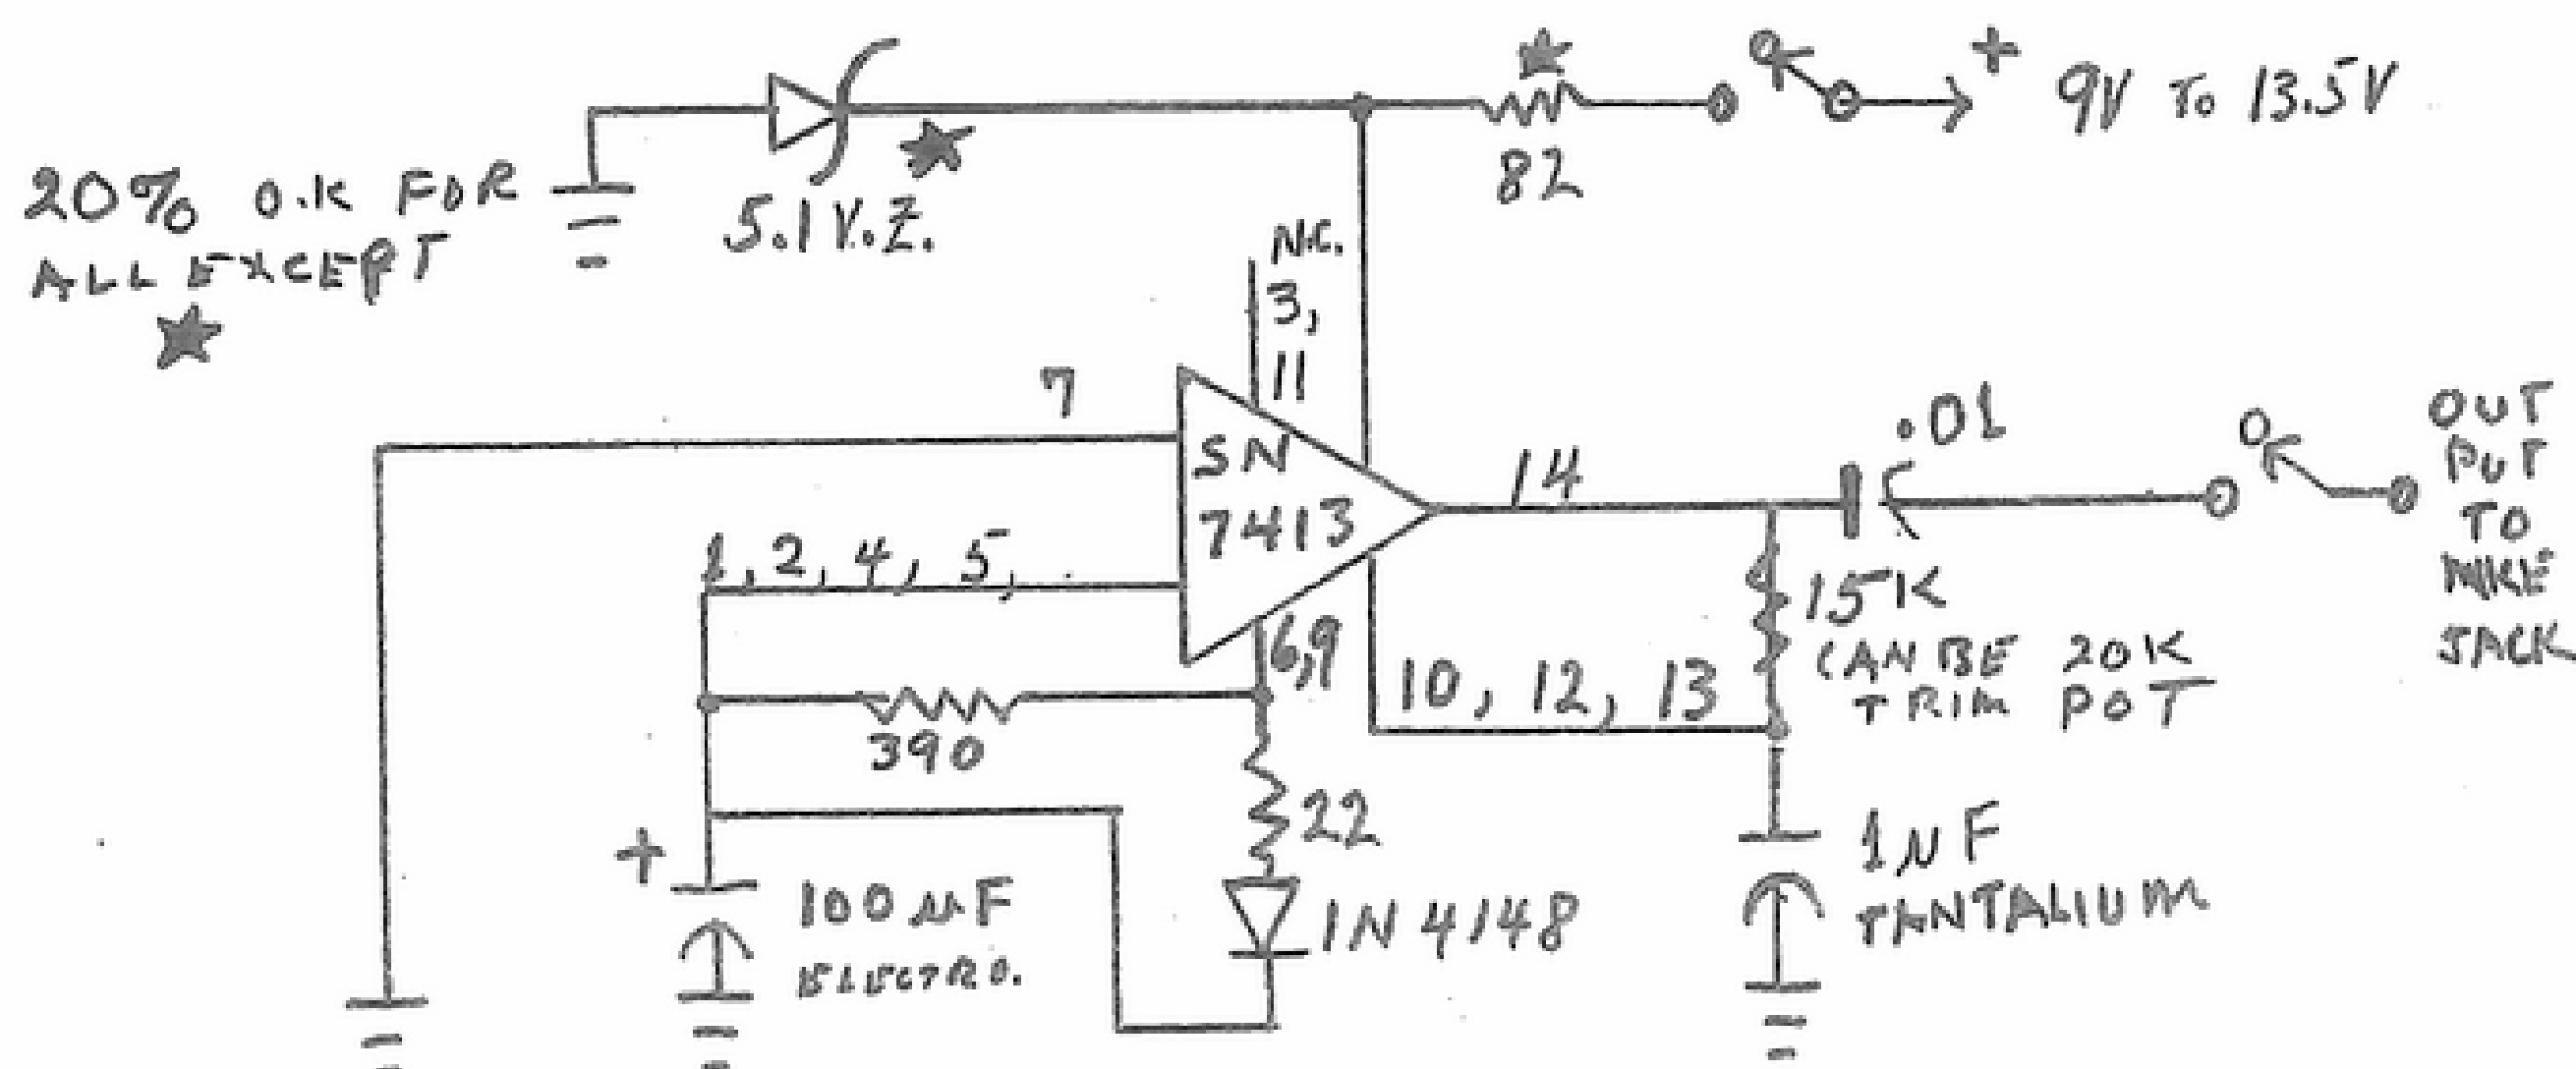 +
9V TO 13.5V
82
20% O.K FOR
ALL EXCEPT
5.1 V.Z.
N.C.
3,
11
7
SN
7413
14
.01
OUT
PUT
TO
MIKE
JACK
1, 2, 4, 5,
6,9
15K
CAN BE 20K
TRIM POT
10, 12, 13
390
22
+
100 µF
ELECTRO.
1N4148
1µF
TANTALIUM